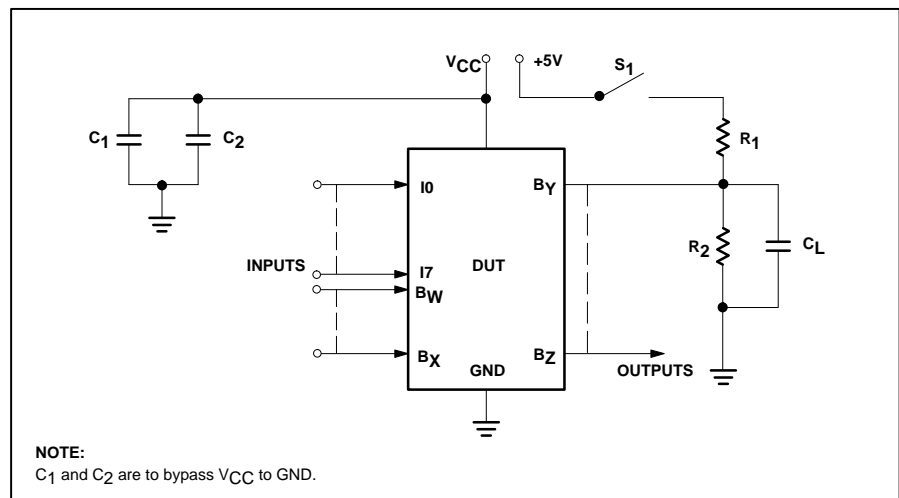 VCC
+5V
S1
C1
C2
R1
I0
BY
R2
CL
INPUTS
I7
DUT
BW
BX
BZ
GND
OUTPUTS
NOTE:
C1 and C2 are to bypass VCC to GND.